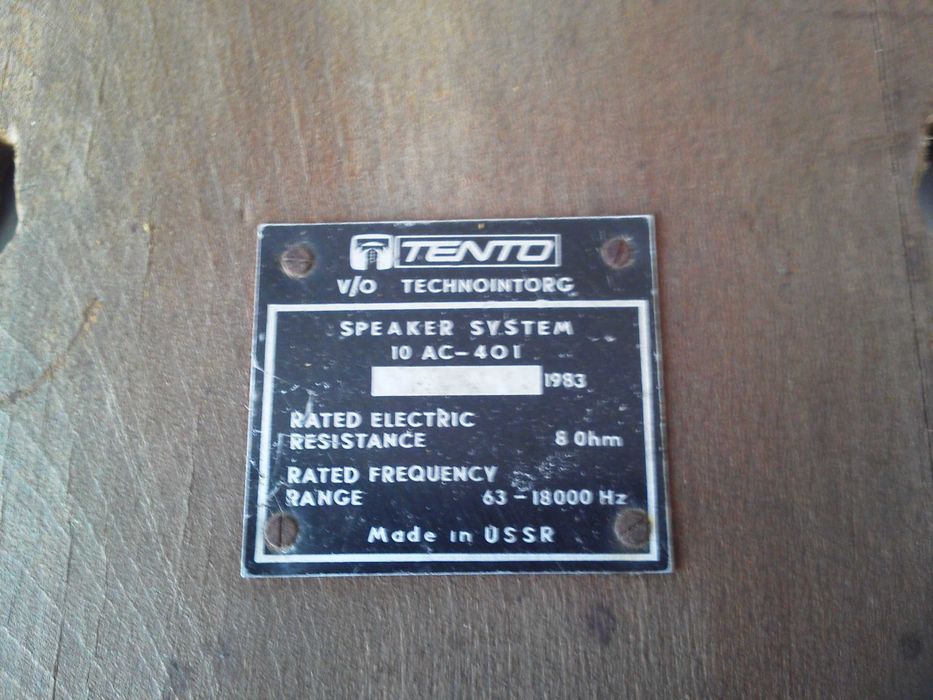 TENTO
V/O TECHNOINTORG
SPEAKER SYSTEM
10 AC-401
1983
RATED ELECTRIC
RESISTANCE 8 Ohm
RATED FREQUENCY
RANGE 63-18000 Hz
Made in USSR